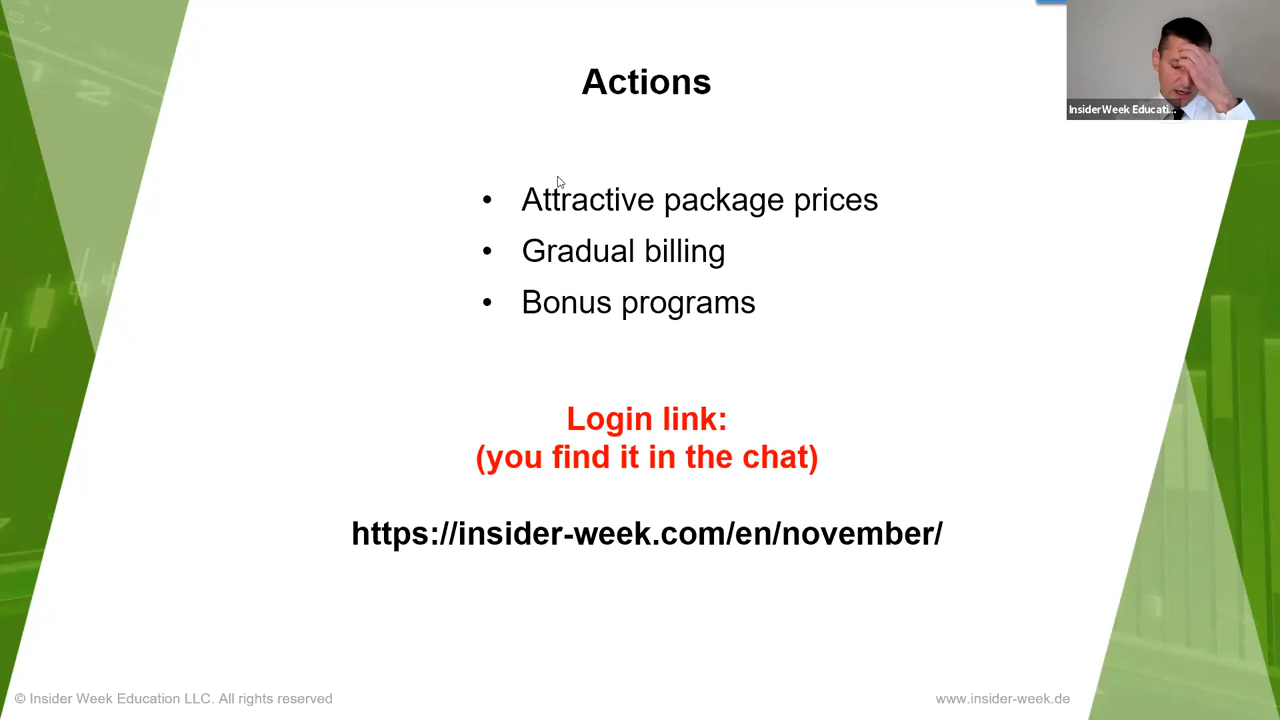 Actions
InsiderWeek Educati...
• Attractive package prices
• Gradual billing
• Bonus programs
Login link:
(you find it in the chat)
https://insider-week.com/en/november/
© Insider Week Education LLC. All rights reserved
www.insider-week.de